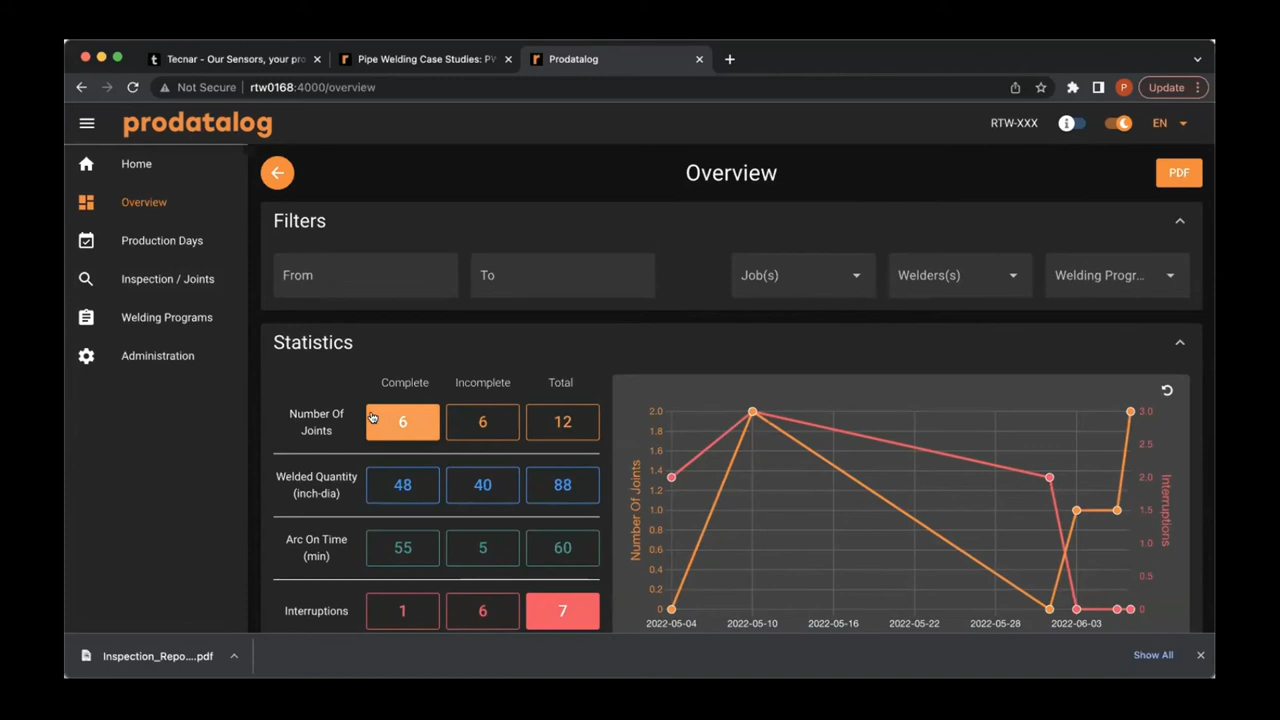 Tecnar - Our Sensors, your pro
Pipe Welding Case Studies: PW
Prodatalog
Not Secure rtw0168:4000/overview
P
Update
prodatalog
RTW-XXX
EN
Home
Overview
Production Days
Inspection / Joints
Welding Programs
Administration
Overview
PDF
Filters
From
To
Job(s)
Welders(s)
Welding Progr...
Statistics
Complete Incomplete Total
Number Of
Joints
6 6 12
Welded Quantity
(inch-dia)
48 40 88
Arc On Time
(min)
55 5 60
Interruptions
1 6 7
Number Of Joints
2.0
1.8
1.6
1.4
1.2
1.0
0.8
0.6
0.4
0.2
0
3.0
2.5
2.0
1.5
1.0
0.5
0
Interruptions
2022-05-04 2022-05-10 2022-05-16 2022-05-22 2022-05-28 2022-06-03
Inspection_Repo....pdf
Show All